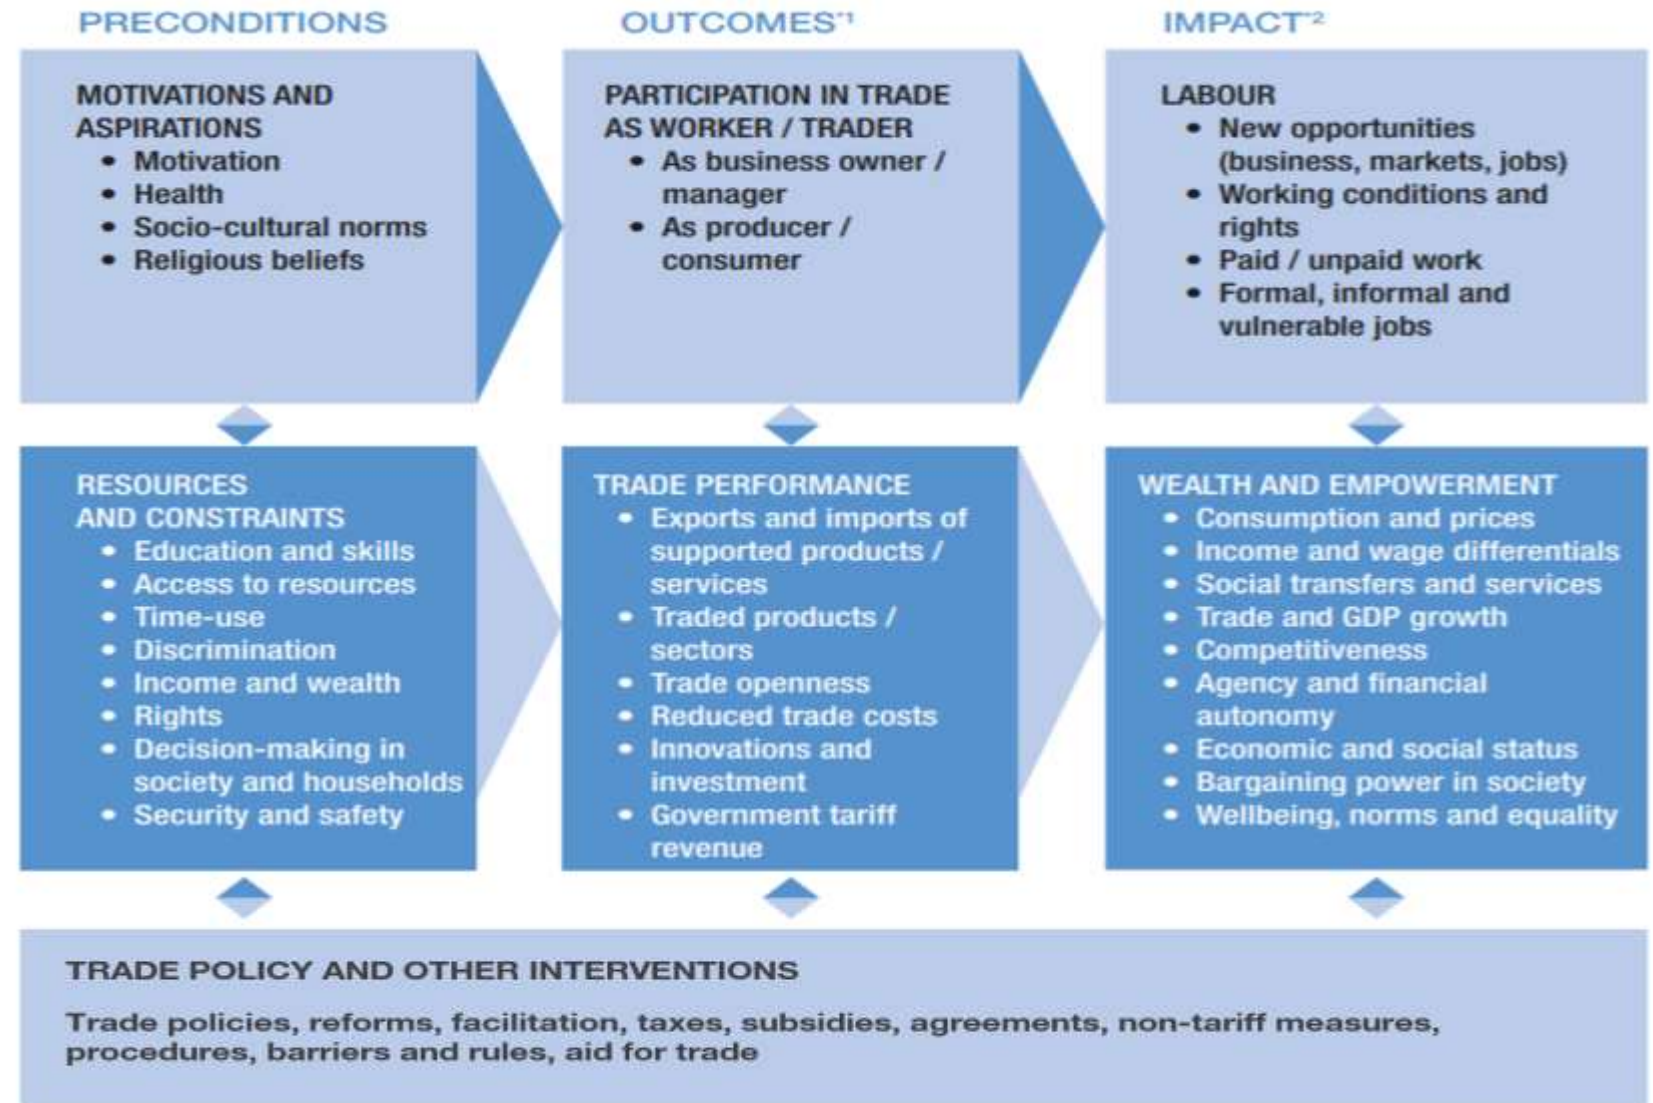 PRECONDITIONS
MOTIVATIONS AND
ASPIRATIONS
• Motivation
• Health
• Socio-cultural norms
• Religious beliefs
RESOURCES
AND CONSTRAINTS
• Education and skills
• Access to resources
• Time-use
• Discrimination
• Income and wealth
• Rights
• Decision-making in
society and households
• Security and safety
OUTCOMES*1
PARTICIPATION IN TRADE
AS WORKER / TRADER
• As business owner /
manager
• As producer /
consumer
TRADE PERFORMANCE
• Exports and imports of
supported products /
services
• Traded products /
sectors
• Trade openness
• Reduced trade costs
• Innovations and
investment
• Government tariff
revenue
IMPACT*2
LABOUR
• New opportunities
(business, markets, jobs)
• Working conditions and
rights
• Paid / unpaid work
• Formal, informal and
vulnerable jobs
WEALTH AND EMPOWERMENT
• Consumption and prices
• Income and wage differentials
• Social transfers and services
• Trade and GDP growth
• Competitiveness
• Agency and financial
autonomy
• Economic and social status
• Bargaining power in society
• Wellbeing, norms and equality
TRADE POLICY AND OTHER INTERVENTIONS
Trade policies, reforms, facilitation, taxes, subsidies, agreements, non-tariff measures,
procedures, barriers and rules, aid for trade